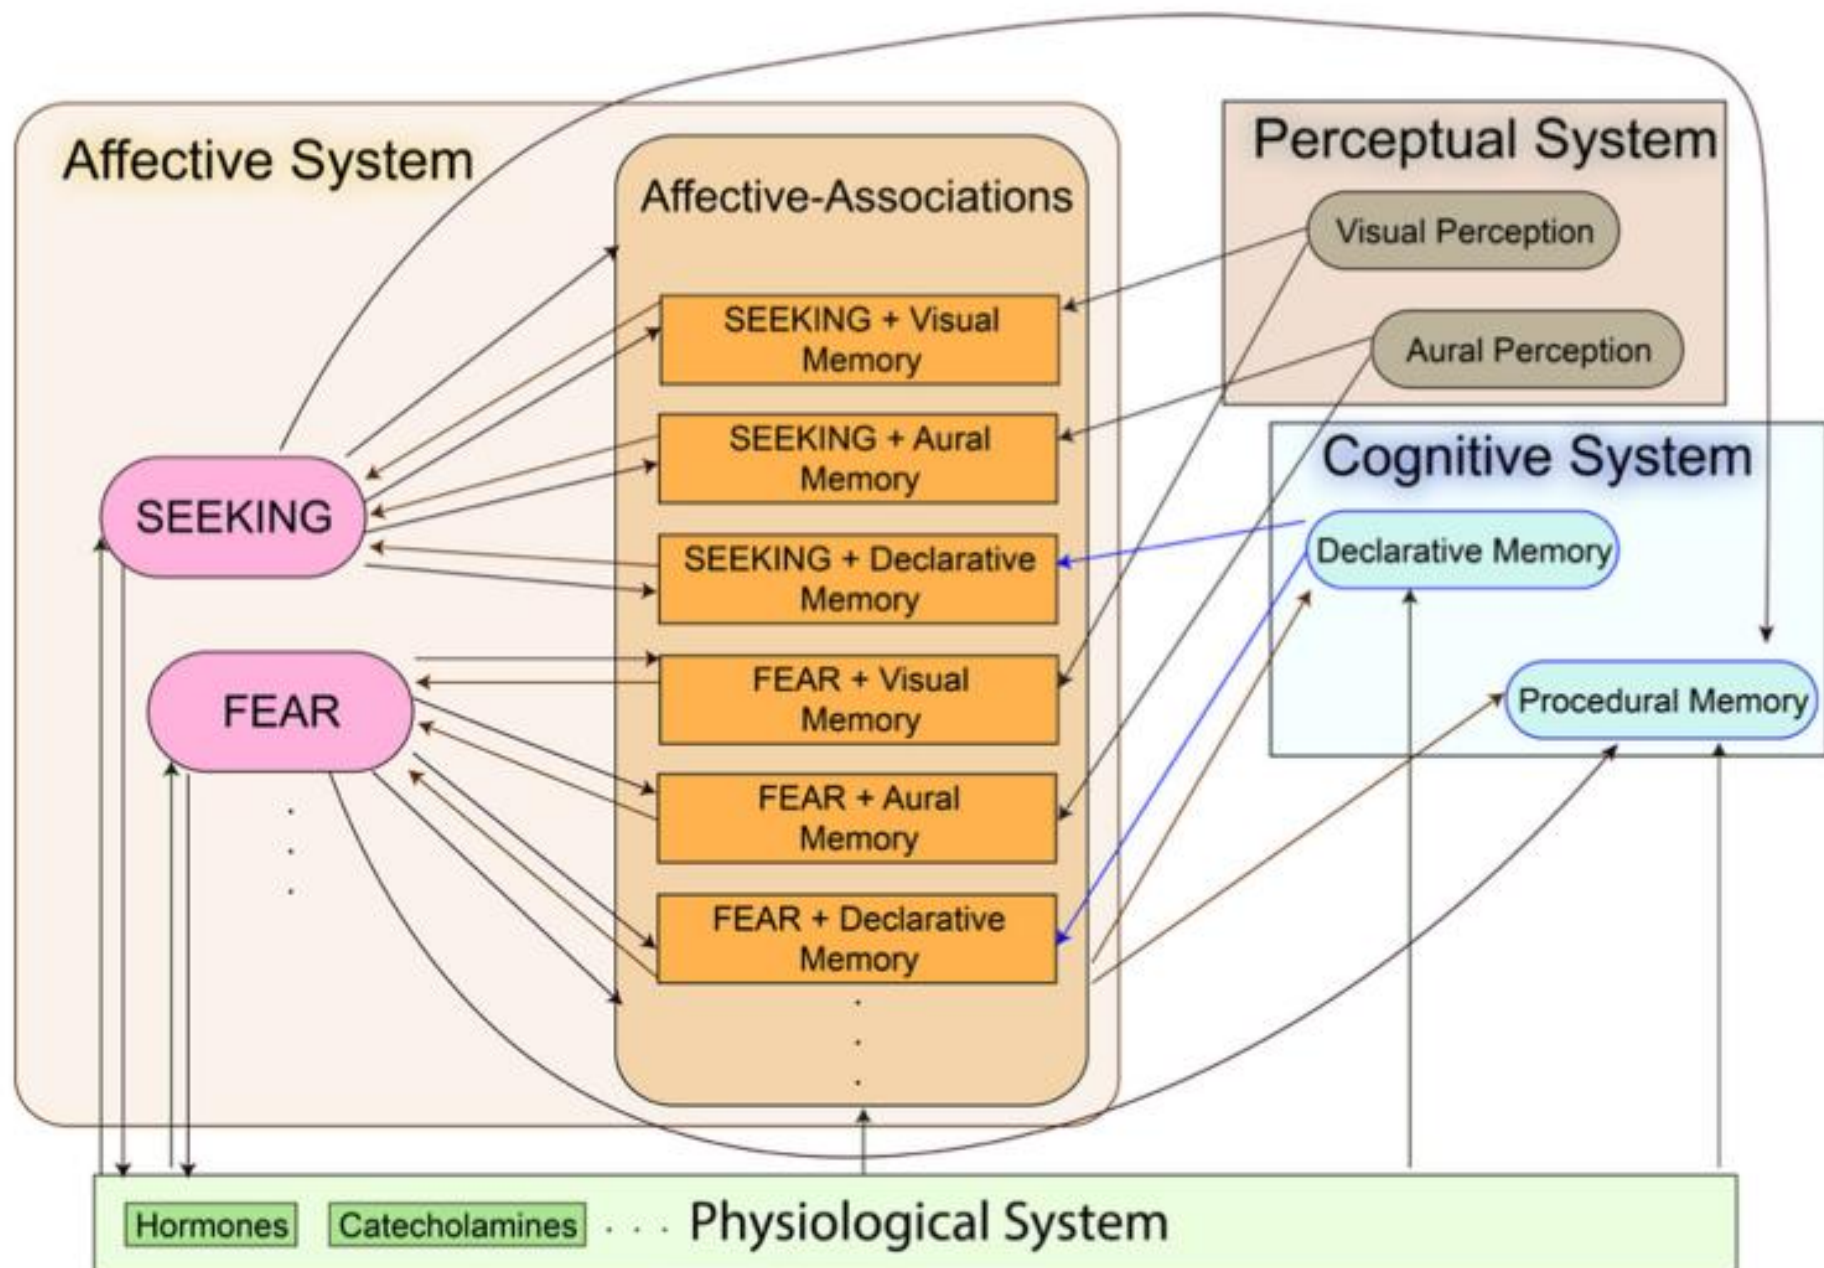 Affective System
Affective-Associations
SEEKING + Visual
Memory
SEEKING + Aural
Memory
SEEKING + Declarative
Memory
FEAR + Visual
Memory
FEAR + Aural
Memory
FEAR + Declarative
Memory
.
.
.
SEEKING
FEAR
.
.
.
Perceptual System
Visual Perception
Aural Perception
Cognitive System
Declarative Memory
Procedural Memory
Hormones
Catecholamines
. . .
Physiological System